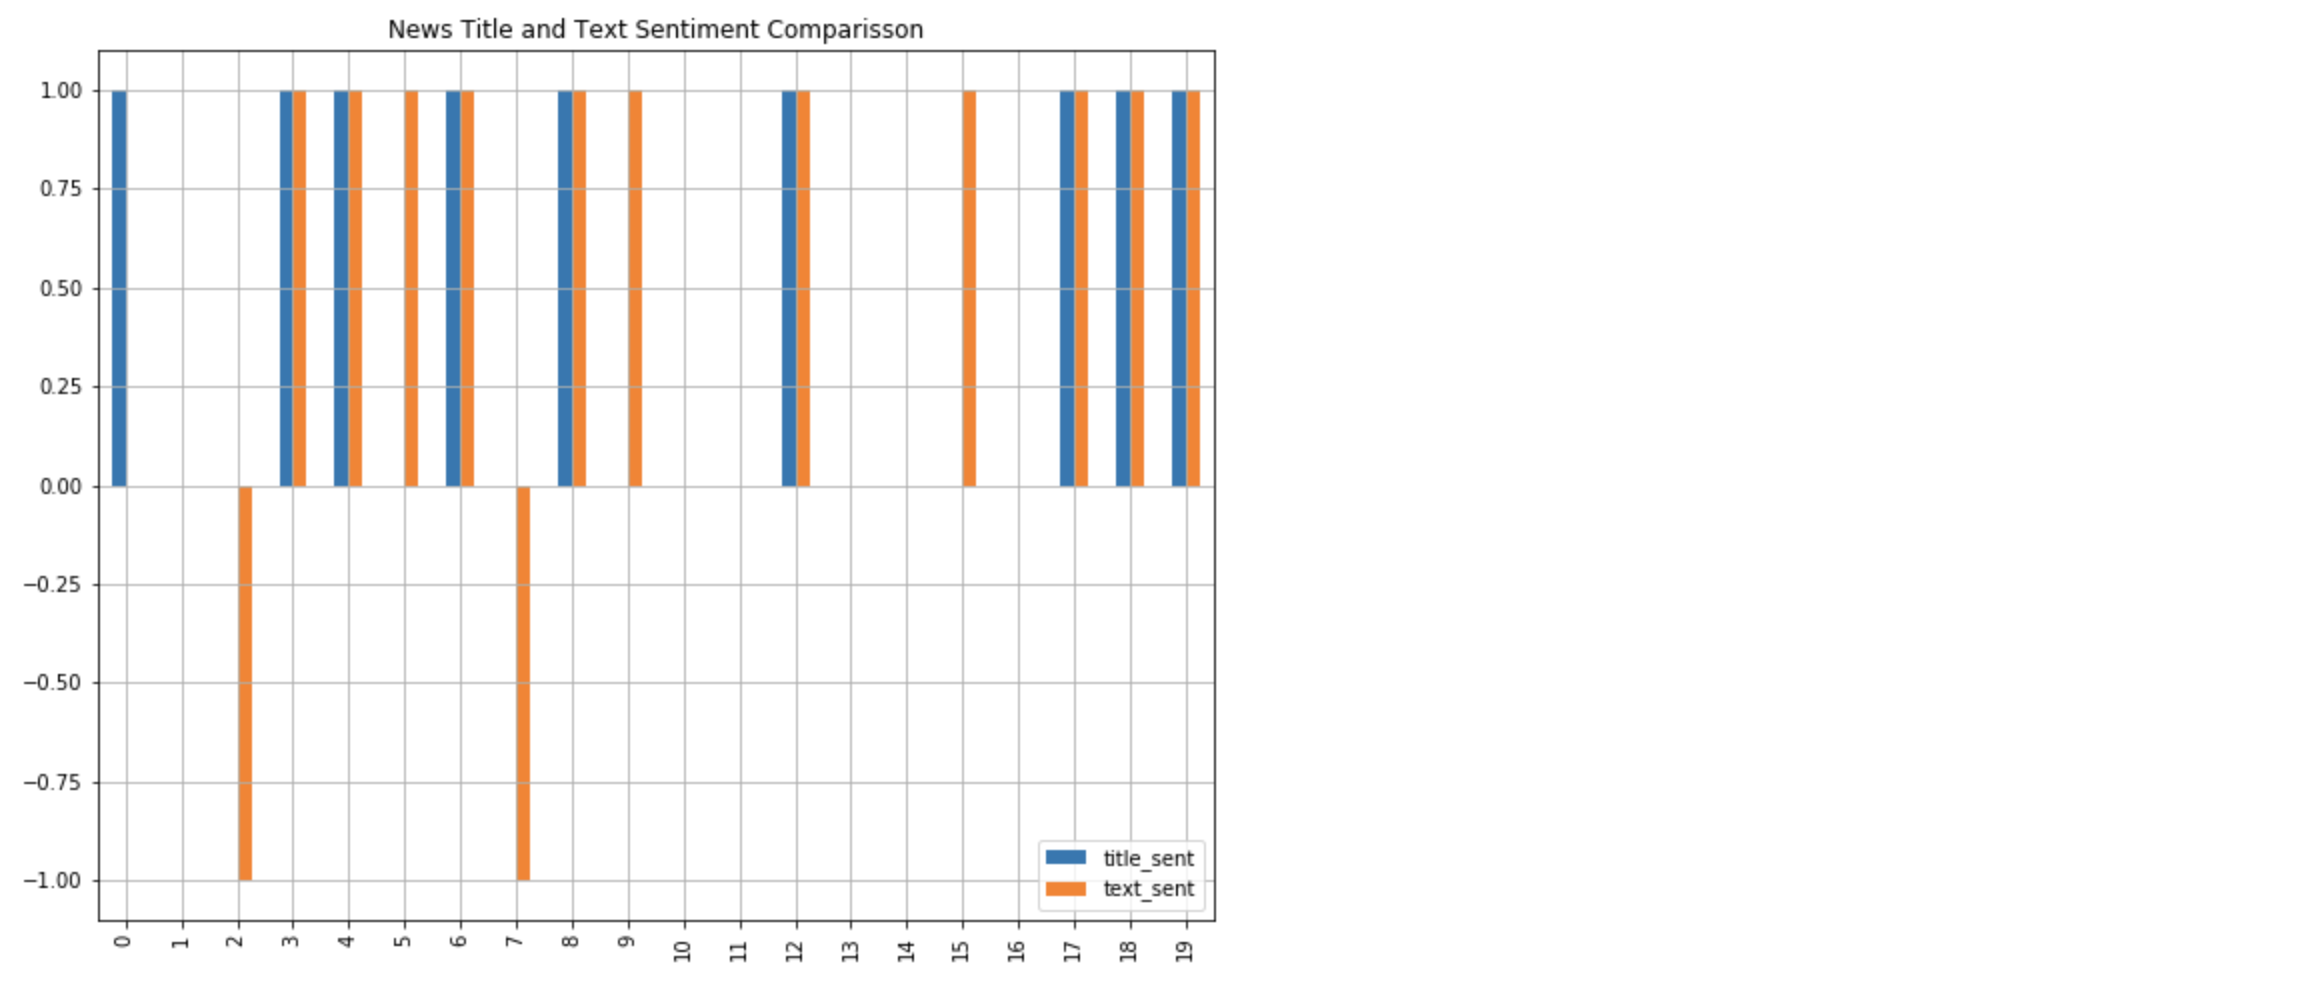 News Title and Text Sentiment Comparisson
1.00
0.75
0.50
0.25
0.00
−0.25
−0.50
−0.75
−1.00
title_sent
text_sent
0 1 2 3 4 5 6 7 8 9 10 11 12 13 14 15 16 17 18 19